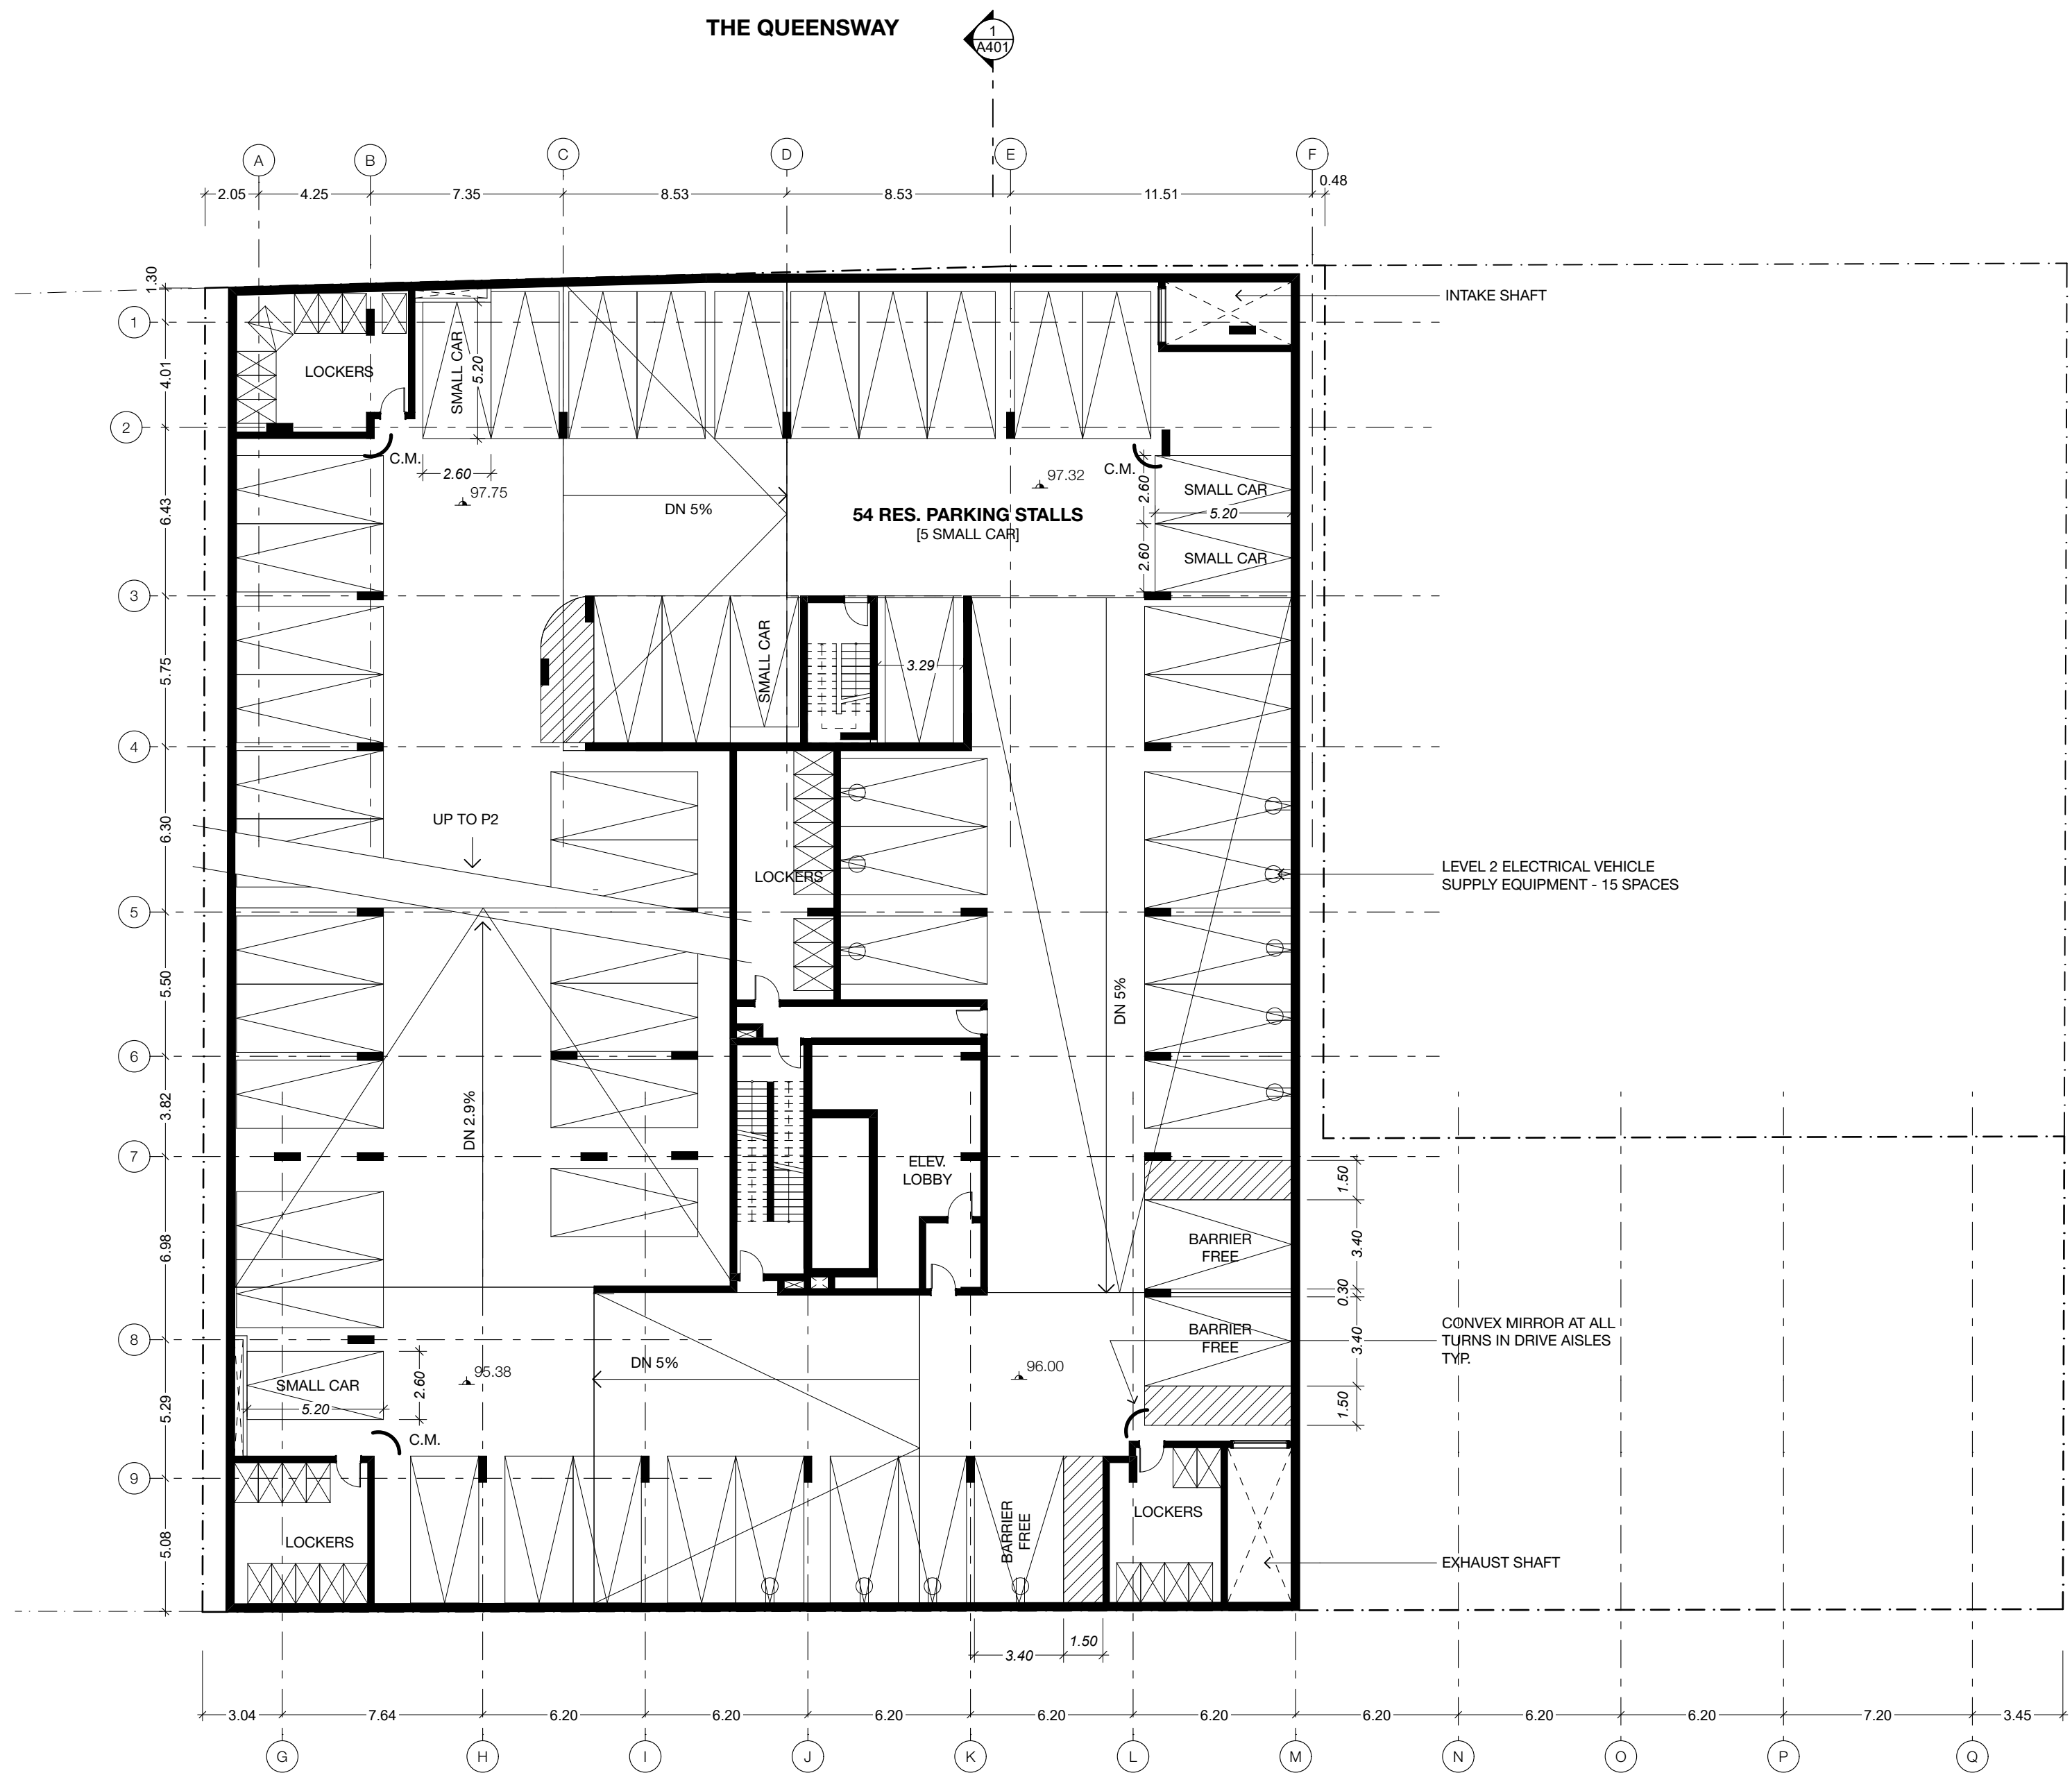 THE QUEENSWAY
1
A401
A
B
C
D
E
F
2.05
4.25
7.35
8.53
8.53
11.51
0.48
1.30
INTAKE SHAFT
1
SMALL CAR
5.20
LOCKERS
4.01
2
C.M.
C.M.
2.60
97.75
97.32
2.60
SMALL CAR
5.20
6.43
DN 5%
54 RES. PARKING STALLS
[5 SMALL CAR]
2.60
SMALL CAR
3
SMALL CAR
3.29
5.75
4
UP TO P2
6.30
LOCKERS
LEVEL 2 ELECTRICAL VEHICLE
SUPPLY EQUIPMENT - 15 SPACES
5
5.50
DN 5%
6
3.82
DN 2.9%
7
ELEV.
LOBBY
1.50
BARRIER
FREE
3.40
6.98
0.30
BARRIER
FREE
3.40
CONVEX MIRROR AT ALL
TURNS IN DRIVE AISLES
TYP.
8
DN 5%
95.38
96.00
SMALL CAR
5.20
2.60
1.50
5.29
C.M.
9
LOCKERS
BARRIER
FREE
LOCKERS
5.08
EXHAUST SHAFT
3.40
1.50
3.04
7.64
6.20
6.20
6.20
6.20
6.20
6.20
6.20
6.20
7.20
3.45
G
H
I
J
K
L
M
N
O
P
Q